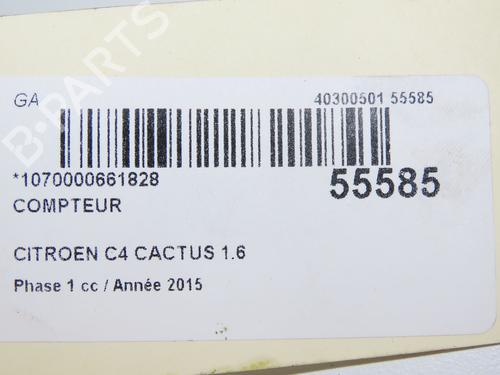 B-PARTS
GA
40300501 55585
*1070000661828
55585
COMPTEUR
CITROEN C4 CACTUS 1.6
Phase 1 cc / Année 2015